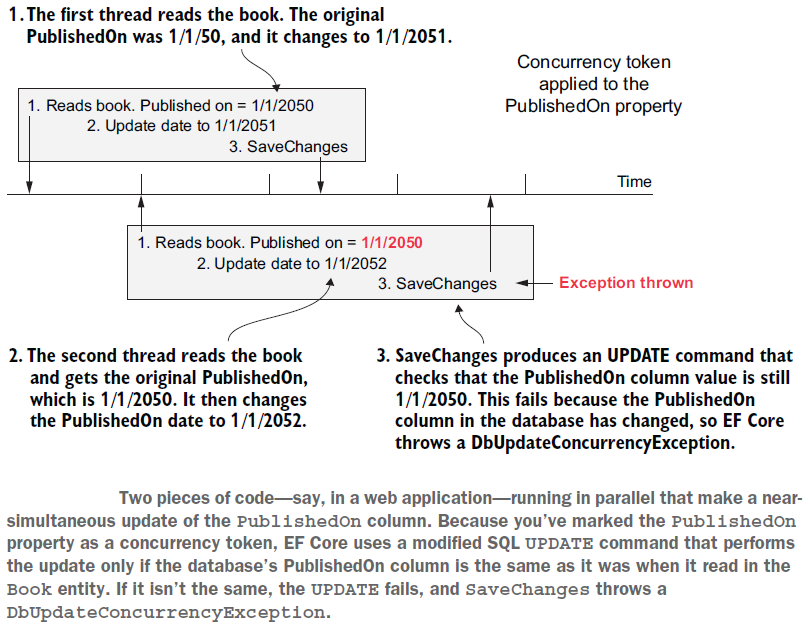 1. The first thread reads the book. The original
PublishedOn was 1/1/50, and it changes to 1/1/2051.
Concurrency token
applied to the
PublishedOn property
1. Reads book. Published on = 1/1/2050
2. Update date to 1/1/2051
3. SaveChanges
Time
1. Reads book. Published on = 1/1/2050
2. Update date to 1/1/2052
3. SaveChanges
Exception thrown
2. The second thread reads the book
and gets the original PublishedOn,
which is 1/1/2050. It then changes
the PublishedOn date to 1/1/2052.
3. SaveChanges produces an UPDATE command that
checks that the PublishedOn column value is still
1/1/2050. This fails because the PublishedOn
column in the database has changed, so EF Core
throws a DbUpdateConcurrencyException.
Two pieces of code—say, in a web application—running in parallel that make a near-
simultaneous update of the PublishedOn column. Because you've marked the PublishedOn
property as a concurrency token, EF Core uses a modified SQL UPDATE command that performs
the update only if the database's PublishedOn column is the same as it was when it read in the
Book entity. If it isn't the same, the UPDATE fails, and SaveChanges throws a
DbUpdateConcurrencyException.